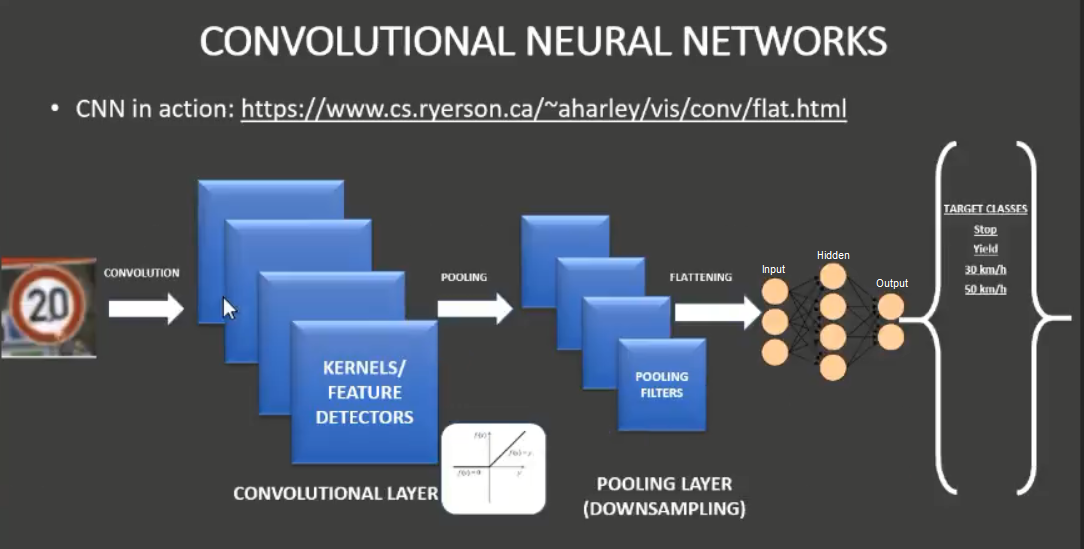 CONVOLUTIONAL NEURAL NETWORKS
• CNN in action: https://www.cs.ryerson.ca/~aharley/vis/conv/flat.html
20
CONVOLUTION
KERNELS/
FEATURE
DETECTORS
CONVOLUTIONAL LAYER
f(y)
f(y)=0
f(y)=y
y
POOLING
POOLING
FILTERS
POOLING LAYER
(DOWNSAMPLING)
FLATTENING
Input
Hidden
Output
TARGET CLASSES
Stop
Yield
30 km/h
50 km/h